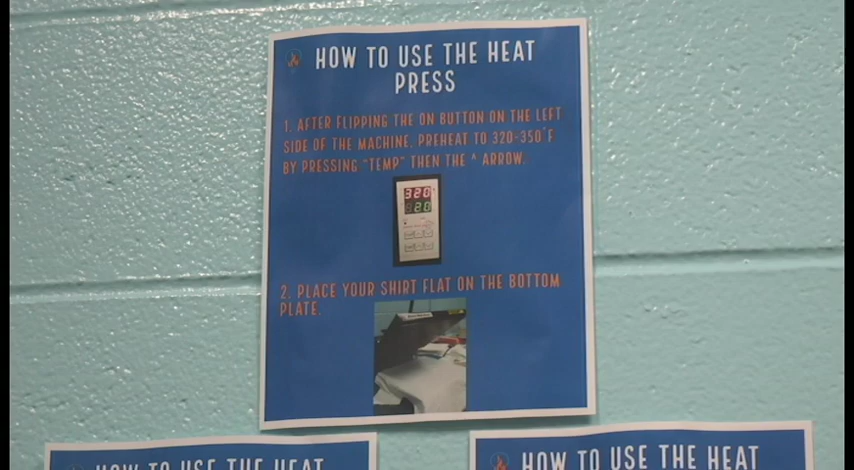 HOW TO USE THE HEAT
PRESS
1. AFTER FLIPPING THE ON BUTTON ON THE LEFT
SIDE OF THE MACHINE, PREHEAT TO 320-350°F
BY PRESSING "TEMP" THEN THE ^ ARROW.
320
20
2. PLACE YOUR SHIRT FLAT ON THE BOTTOM
PLATE.
HOW TO USE THE HEAT
HOW TO USE THE HEAT